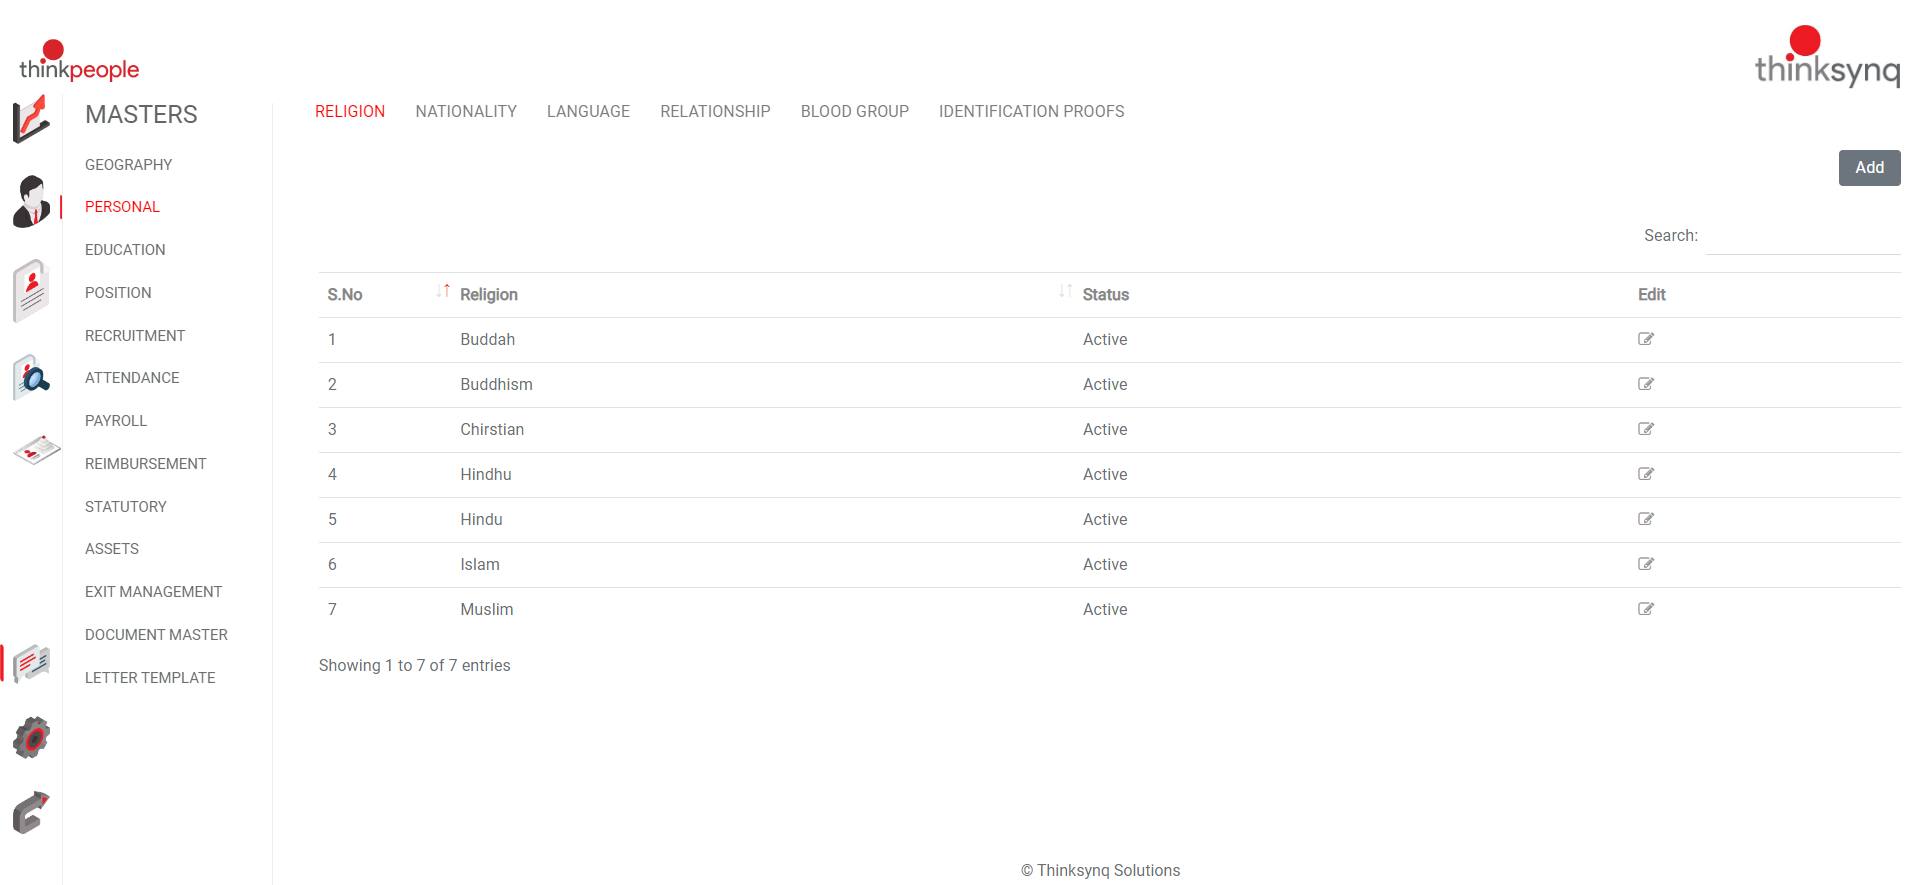 thinkpeople
thinksynq
MASTERS
GEOGRAPHY
PERSONAL
EDUCATION
POSITION
RECRUITMENT
ATTENDANCE
PAYROLL
REIMBURSEMENT
STATUTORY
ASSETS
EXIT MANAGEMENT
DOCUMENT MASTER
LETTER TEMPLATE
RELIGION NATIONALITY LANGUAGE RELATIONSHIP BLOOD GROUP IDENTIFICATION PROOFS
Add
Search:
S.No Religion Status Edit
1 Buddah Active
2 Buddhism Active
3 Chirstian Active
4 Hindhu Active
5 Hindu Active
6 Islam Active
7 Muslim Active
Showing 1 to 7 of 7 entries
© Thinksynq Solutions